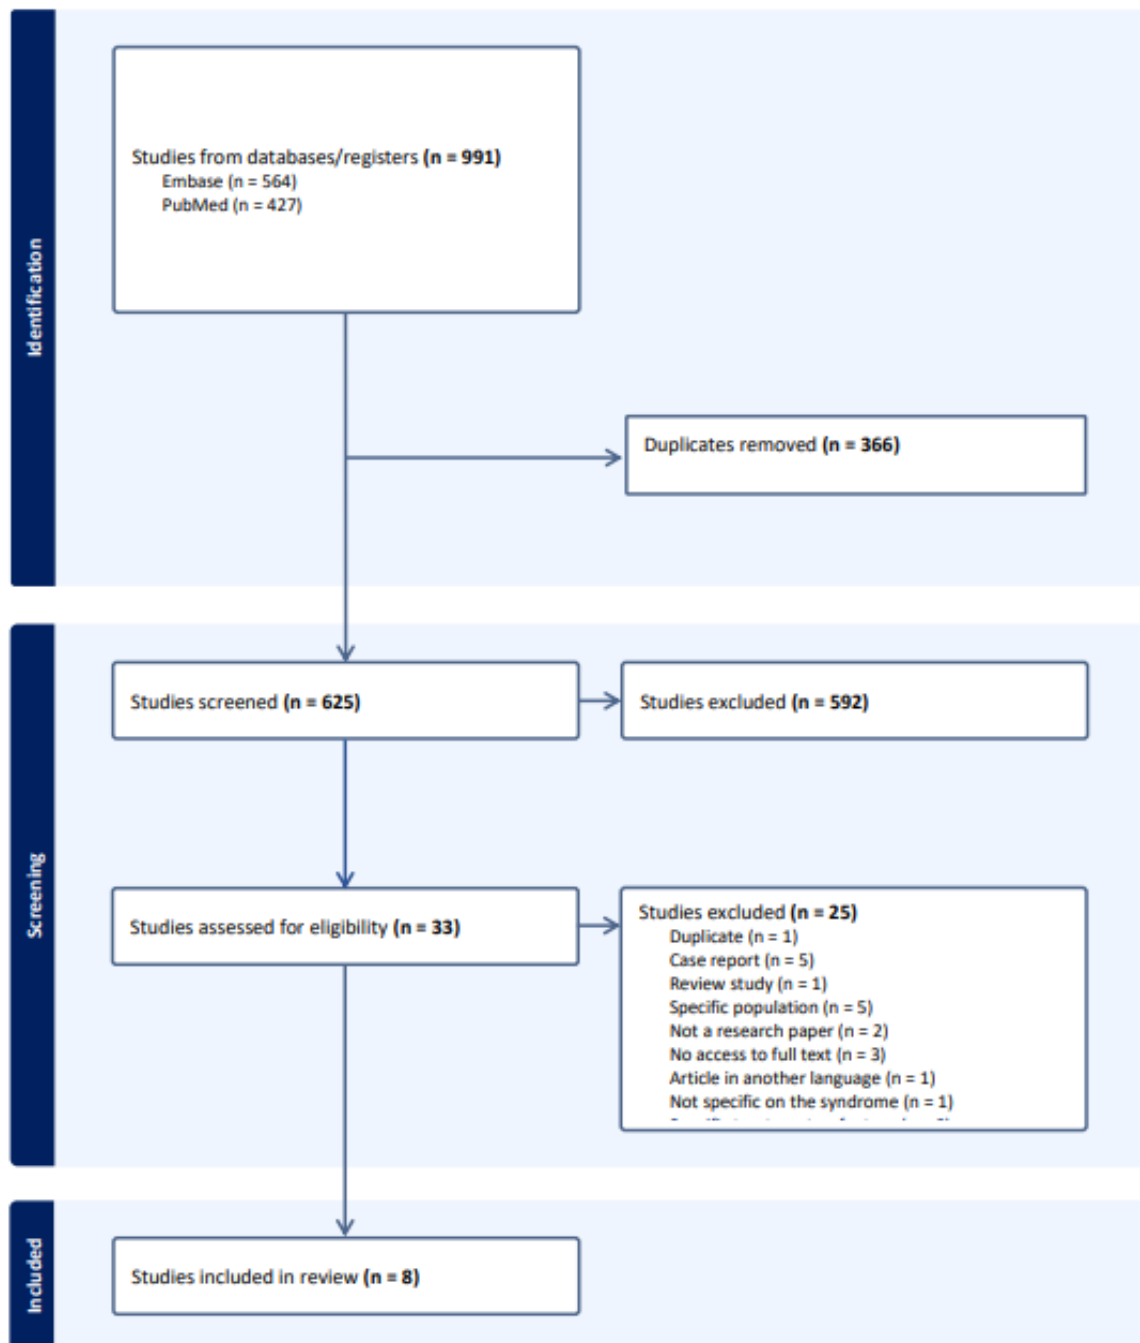 Identification
Studies from databases/registers (n = 991)
Embase (n = 564)
PubMed (n = 427)
Duplicates removed (n = 366)
Screening
Studies screened (n = 625)
Studies excluded (n = 592)
Studies assessed for eligibility (n = 33)
Studies excluded (n = 25)
Duplicate (n = 1)
Case report (n = 5)
Review study (n = 1)
Specific population (n = 5)
Not a research paper (n = 2)
No access to full text (n = 3)
Article in another language (n = 1)
Not specific on the syndrome (n = 1)
Included
Studies included in review (n = 8)